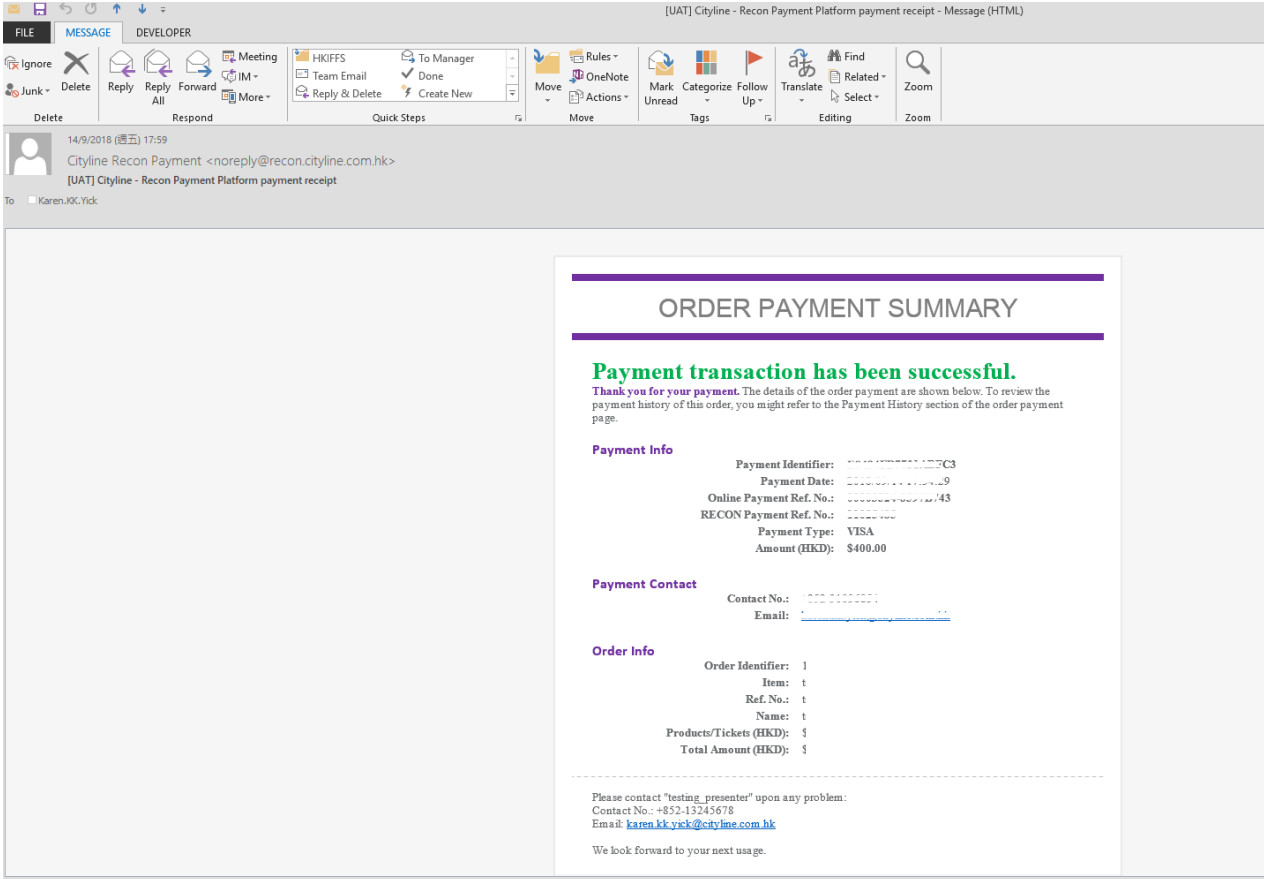 [UAT] Cityline - Recon Payment Platform payment receipt - Message (HTML)
FILE MESSAGE DEVELOPER
Ignore
Junk
Delete
Reply
Reply All
Forward
Meeting
IM
More
HKIFFS
Team Email
Reply & Delete
To Manager
Done
Create New
Move
Rules
OneNote
Actions
Mark Unread
Categorize
Follow Up
Translate
Find
Related
Select
Zoom
Delete Respond Quick Steps Move Tags Editing Zoom
14/9/2018 (週五) 17:59
Cityline Recon Payment <noreply@recon.cityline.com.hk>
[UAT] Cityline - Recon Payment Platform payment receipt
To Karen.KK.Yick
ORDER PAYMENT SUMMARY
Payment transaction has been successful.
Thank you for your payment. The details of the order payment are shown below. To review the
payment history of this order, you might refer to the Payment History section of the order payment
page.
Payment Info
Payment Identifier:
Payment Date:
Online Payment Ref. No.:
RECON Payment Ref. No.:
Payment Type: VISA
Amount (HKD): $400.00
Payment Contact
Contact No.:
Email:
Order Info
Order Identifier: 1
Item: t
Ref. No.: t
Name: t
Products/Tickets (HKD): $
Total Amount (HKD): $
Please contact "testing_presenter" upon any problem:
Contact No.: +852-13245678
Email: karen.kk.yick@cityline.com.hk
We look forward to your next usage.